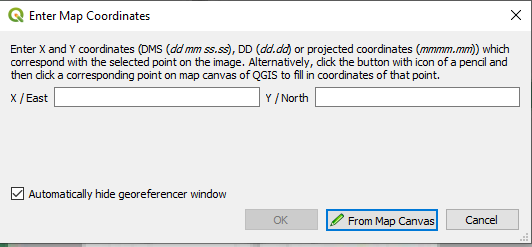 Enter Map Coordinates
Enter X and Y coordinates (DMS (dd mm ss.ss), DD (dd.dd) or projected coordinates (mmmm.mm)) which
correspond with the selected point on the image. Alternatively, click the button with icon of a pencil and
then click a corresponding point on map canvas of QGIS to fill in coordinates of that point.
X / East Y / North
Automatically hide georeferencer window
OK From Map Canvas Cancel